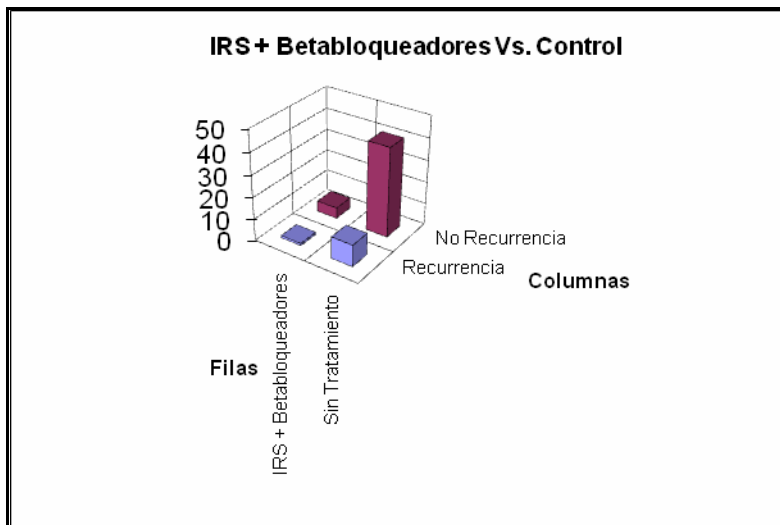 IRS + Betabloqueadores Vs. Control
50
40
30
20
10
0
No Recurrencia
Recurrencia
Columnas
Filas
IRS + Betabloqueadores
Sin Tratamiento